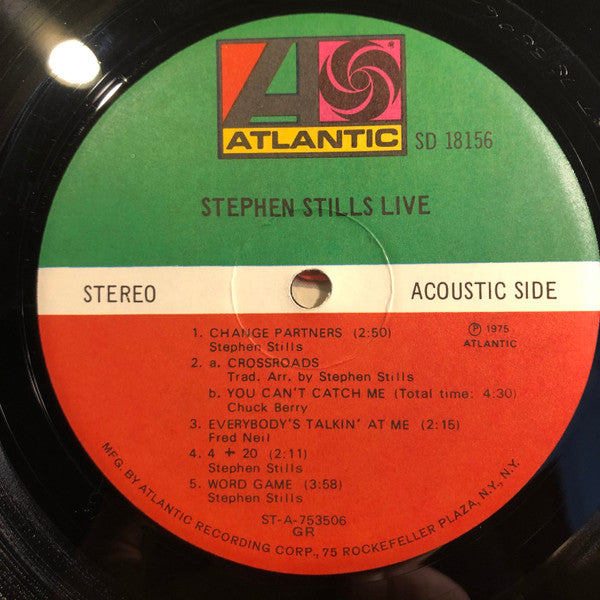 ATLANTIC
SD 18156
STEPHEN STILLS LIVE
STEREO
ACOUSTIC SIDE
1. CHANGE PARTNERS (2:50)
Stephen Stills
2. a. CROSSROADS
Trad. Arr. by Stephen Stills
b. YOU CAN'T CATCH ME (Total time: 4:30)
Chuck Berry
3. EVERYBODY'S TALKIN' AT ME (2:15)
Fred Neil
4. 4 + 20 (2:11)
Stephen Stills
5. WORD GAME (3:58)
Stephen Stills
℗ 1975
ATLANTIC
ST-A-753506
GR
MFG. BY ATLANTIC RECORDING CORP., 75 ROCKEFELLER PLAZA, N.Y., N.Y.